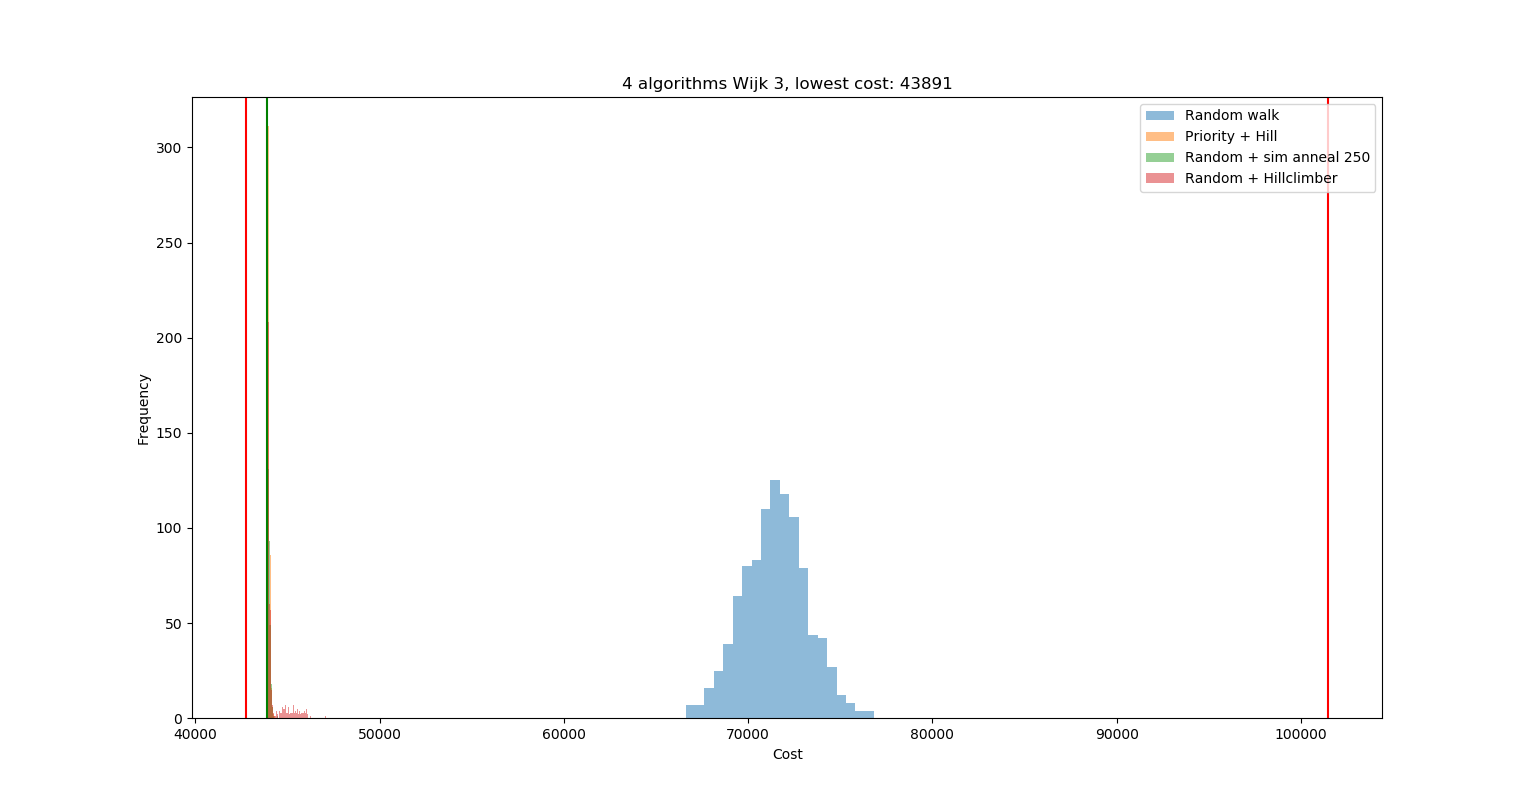 4 algorithms Wijk 3, lowest cost: 43891
Random walk
Priority + Hill
Random + sim anneal 250
Random + Hillclimber
Frequency
300
250
200
150
100
50
0
40000 50000 60000 70000 80000 90000 100000
Cost